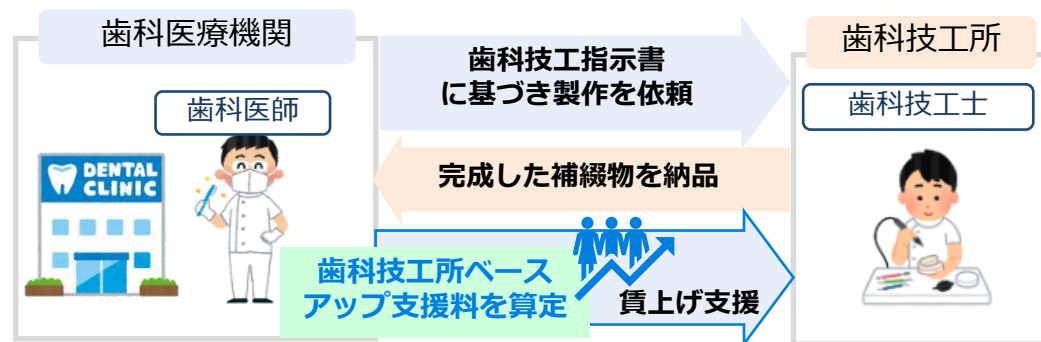 歯科医療機関
歯科医師
DENTAL
CLINIC
歯科技工指示書
に基づき製作を依頼
完成した補綴物を納品
歯科技工所ベース
アップ支援料を算定
賃上げ支援
歯科技工所
歯科技工士